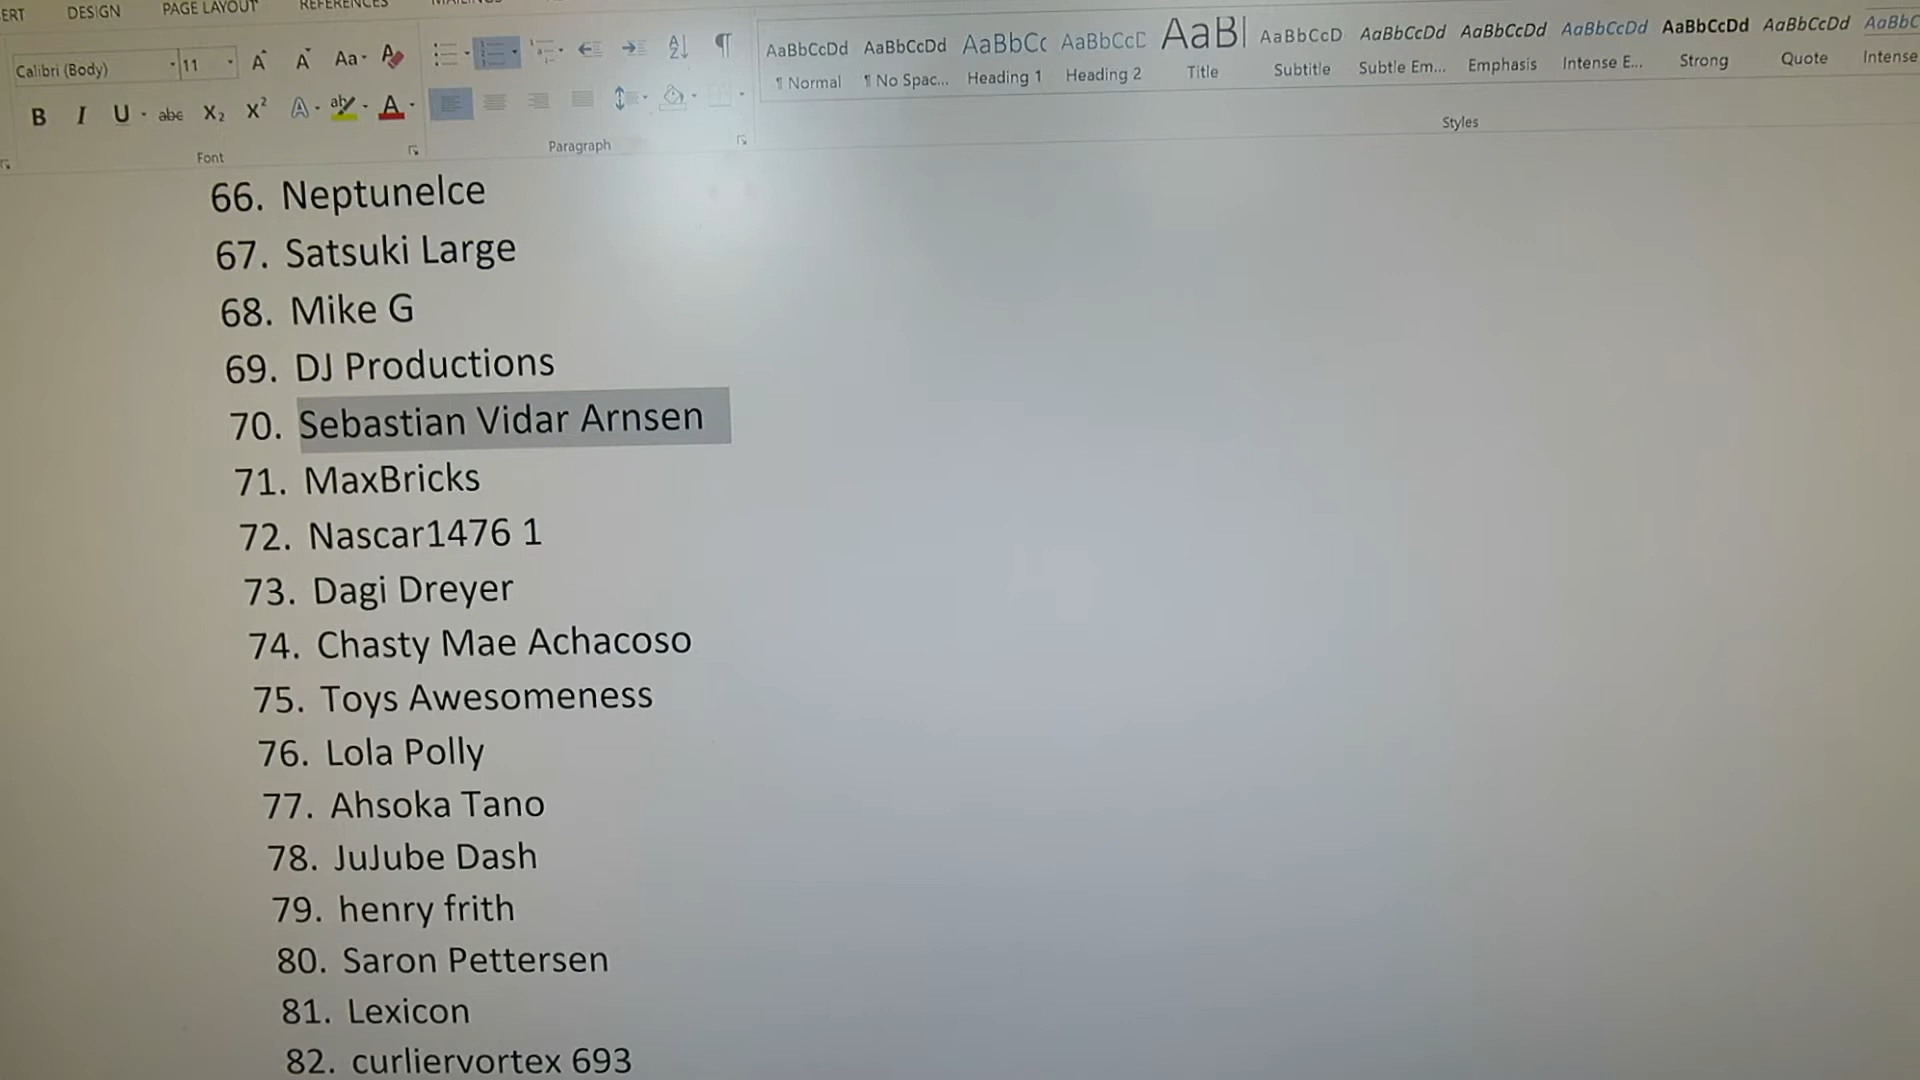 DESIGN
PAGE LAYOUT
REFERENCES
Calibri (Body)
11
Aa
B I U abc X₂ X²
Font
Paragraph
AaBbCcDd
¶ Normal
AaBbCcDd
¶ No Spac...
AaBbCc
Heading 1
AaBbCcD
Heading 2
AaBl
Title
AaBbCcD
Subtitle
AaBbCcDd
Subtle Em...
AaBbCcDd
Emphasis
AaBbCcDd
Intense E...
AaBbCcDd
Strong
AaBbCcDd
Quote
AaBbC
Intense
Styles
66. NeptuneIce
67. Satsuki Large
68. Mike G
69. DJ Productions
70. Sebastian Vidar Arnsen
71. MaxBricks
72. Nascar1476 1
73. Dagi Dreyer
74. Chasty Mae Achacoso
75. Toys Awesomeness
76. Lola Polly
77. Ahsoka Tano
78. JuJube Dash
79. henry frith
80. Saron Pettersen
81. Lexicon
82. curliervortex 693